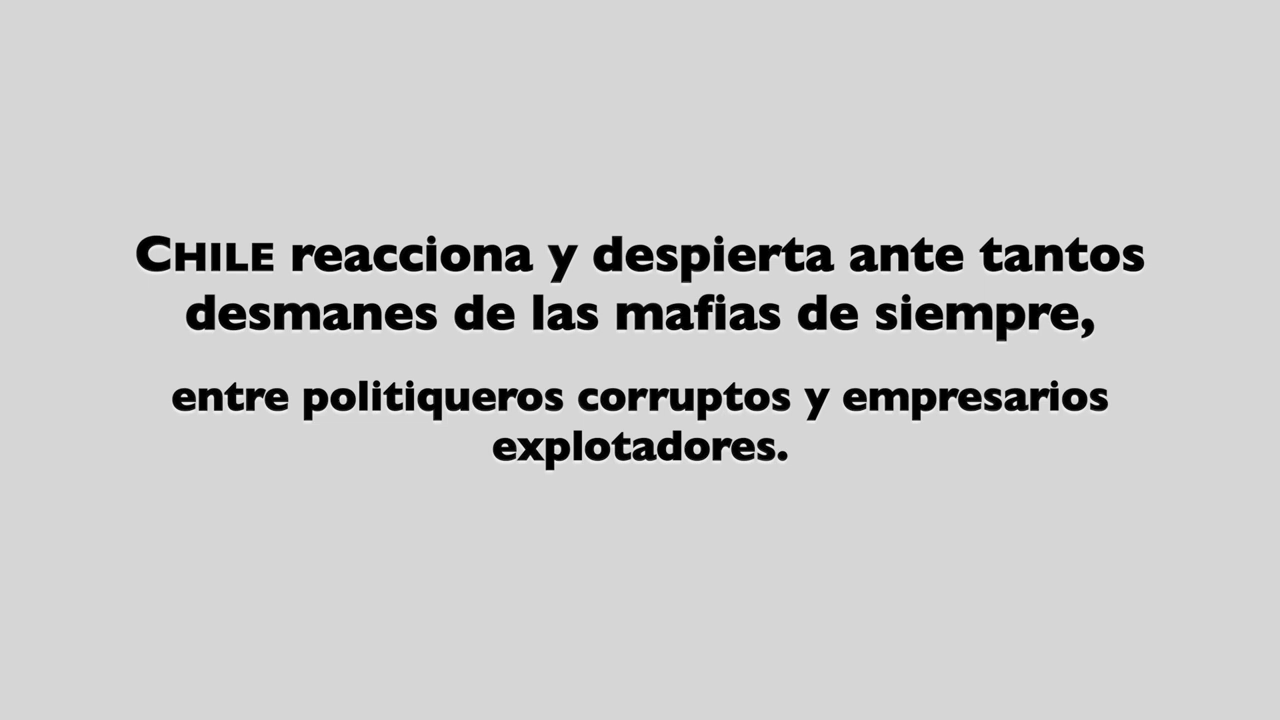 CHILE reacciona y despierta ante tantos
desmanes de las mafias de siempre,
entre politiqueros corruptos y empresarios
explotadores.